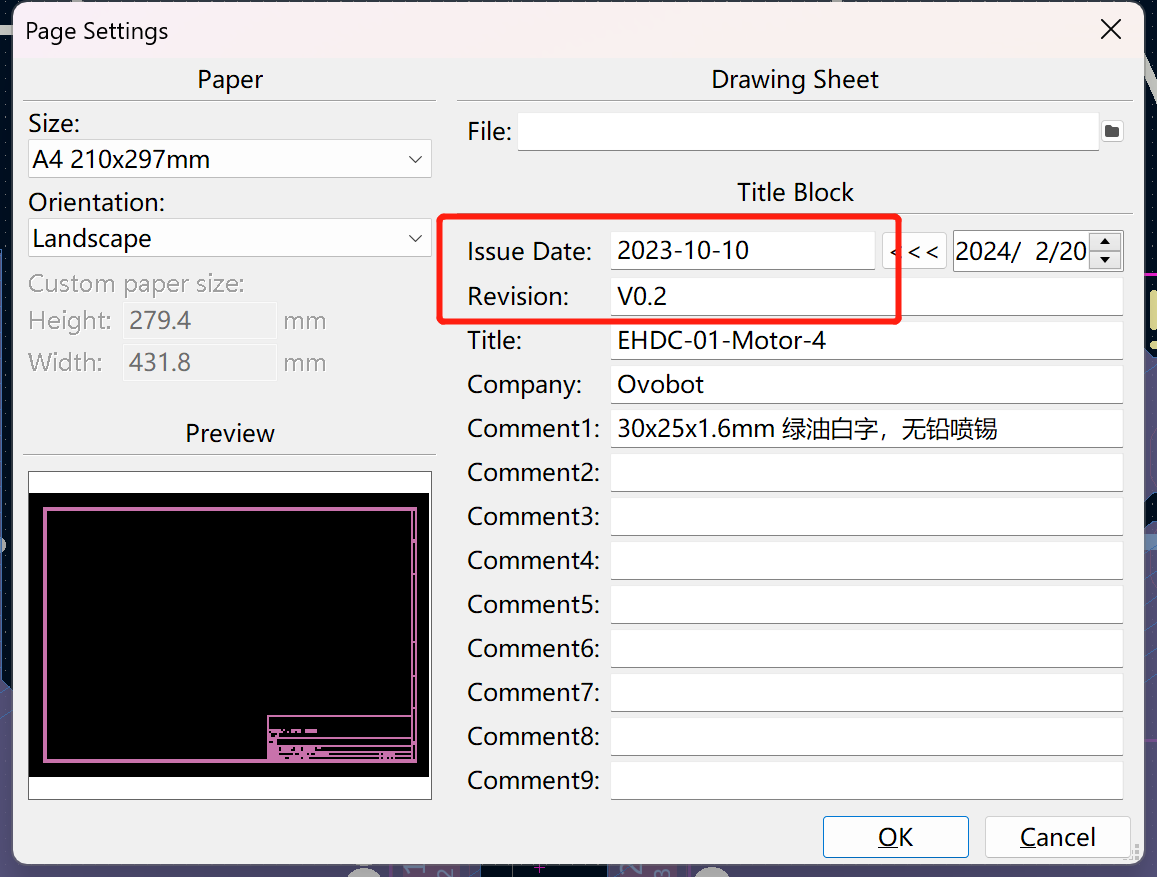 Page Settings
Paper
Size:
A4 210x297mm
Orientation:
Landscape
Custom paper size:
Height: 279.4 mm
Width: 431.8 mm
Preview
Drawing Sheet
File:
Title Block
Issue Date: 2023-10-10 <<< 2024/ 2/20
Revision: V0.2
Title: EHDC-01-Motor-4
Company: Ovobot
Comment1: 30x25x1.6mm 绿油白字，无铅喷锡
Comment2:
Comment3:
Comment4:
Comment5:
Comment6:
Comment7:
Comment8:
Comment9:
OK Cancel